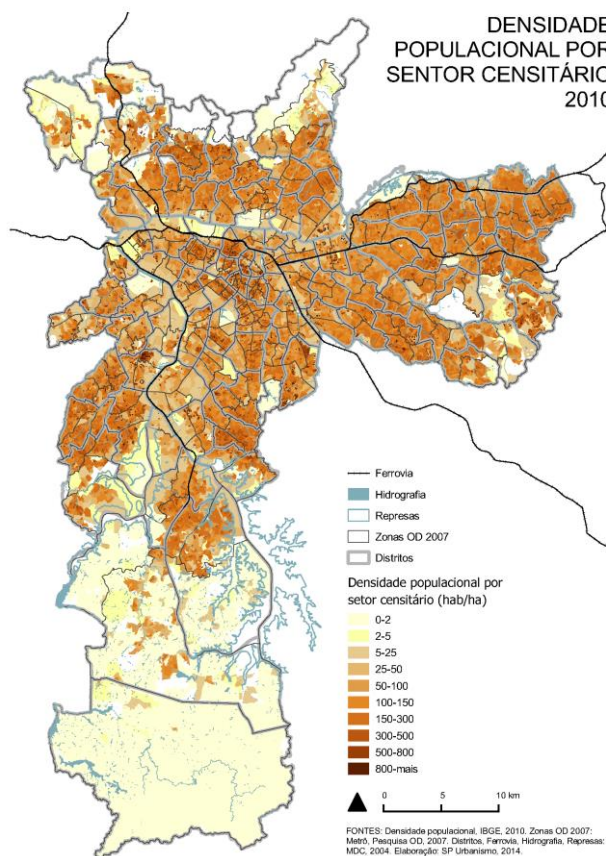 DENSIDADE
POPULACIONAL POR
SENTOR CENSITÁRIO
2010
Ferrovia
Hidrografia
Represas
Zonas OD 2007
Distritos
Densidade populacional por
setor censitário (hab/ha)
0-2
2-5
5-25
25-50
50-100
100-150
150-300
300-500
500-800
800-mais
0 5 10 km
FONTES: Densidade populacional, IBGE, 2010. Zonas OD 2007:
Metrô, Pesquisa OD, 2007. Distritos, Ferrovia, Hidrografia, Represas:
MDC, 2004. Elaboração: SP Urbanismo, 2014.